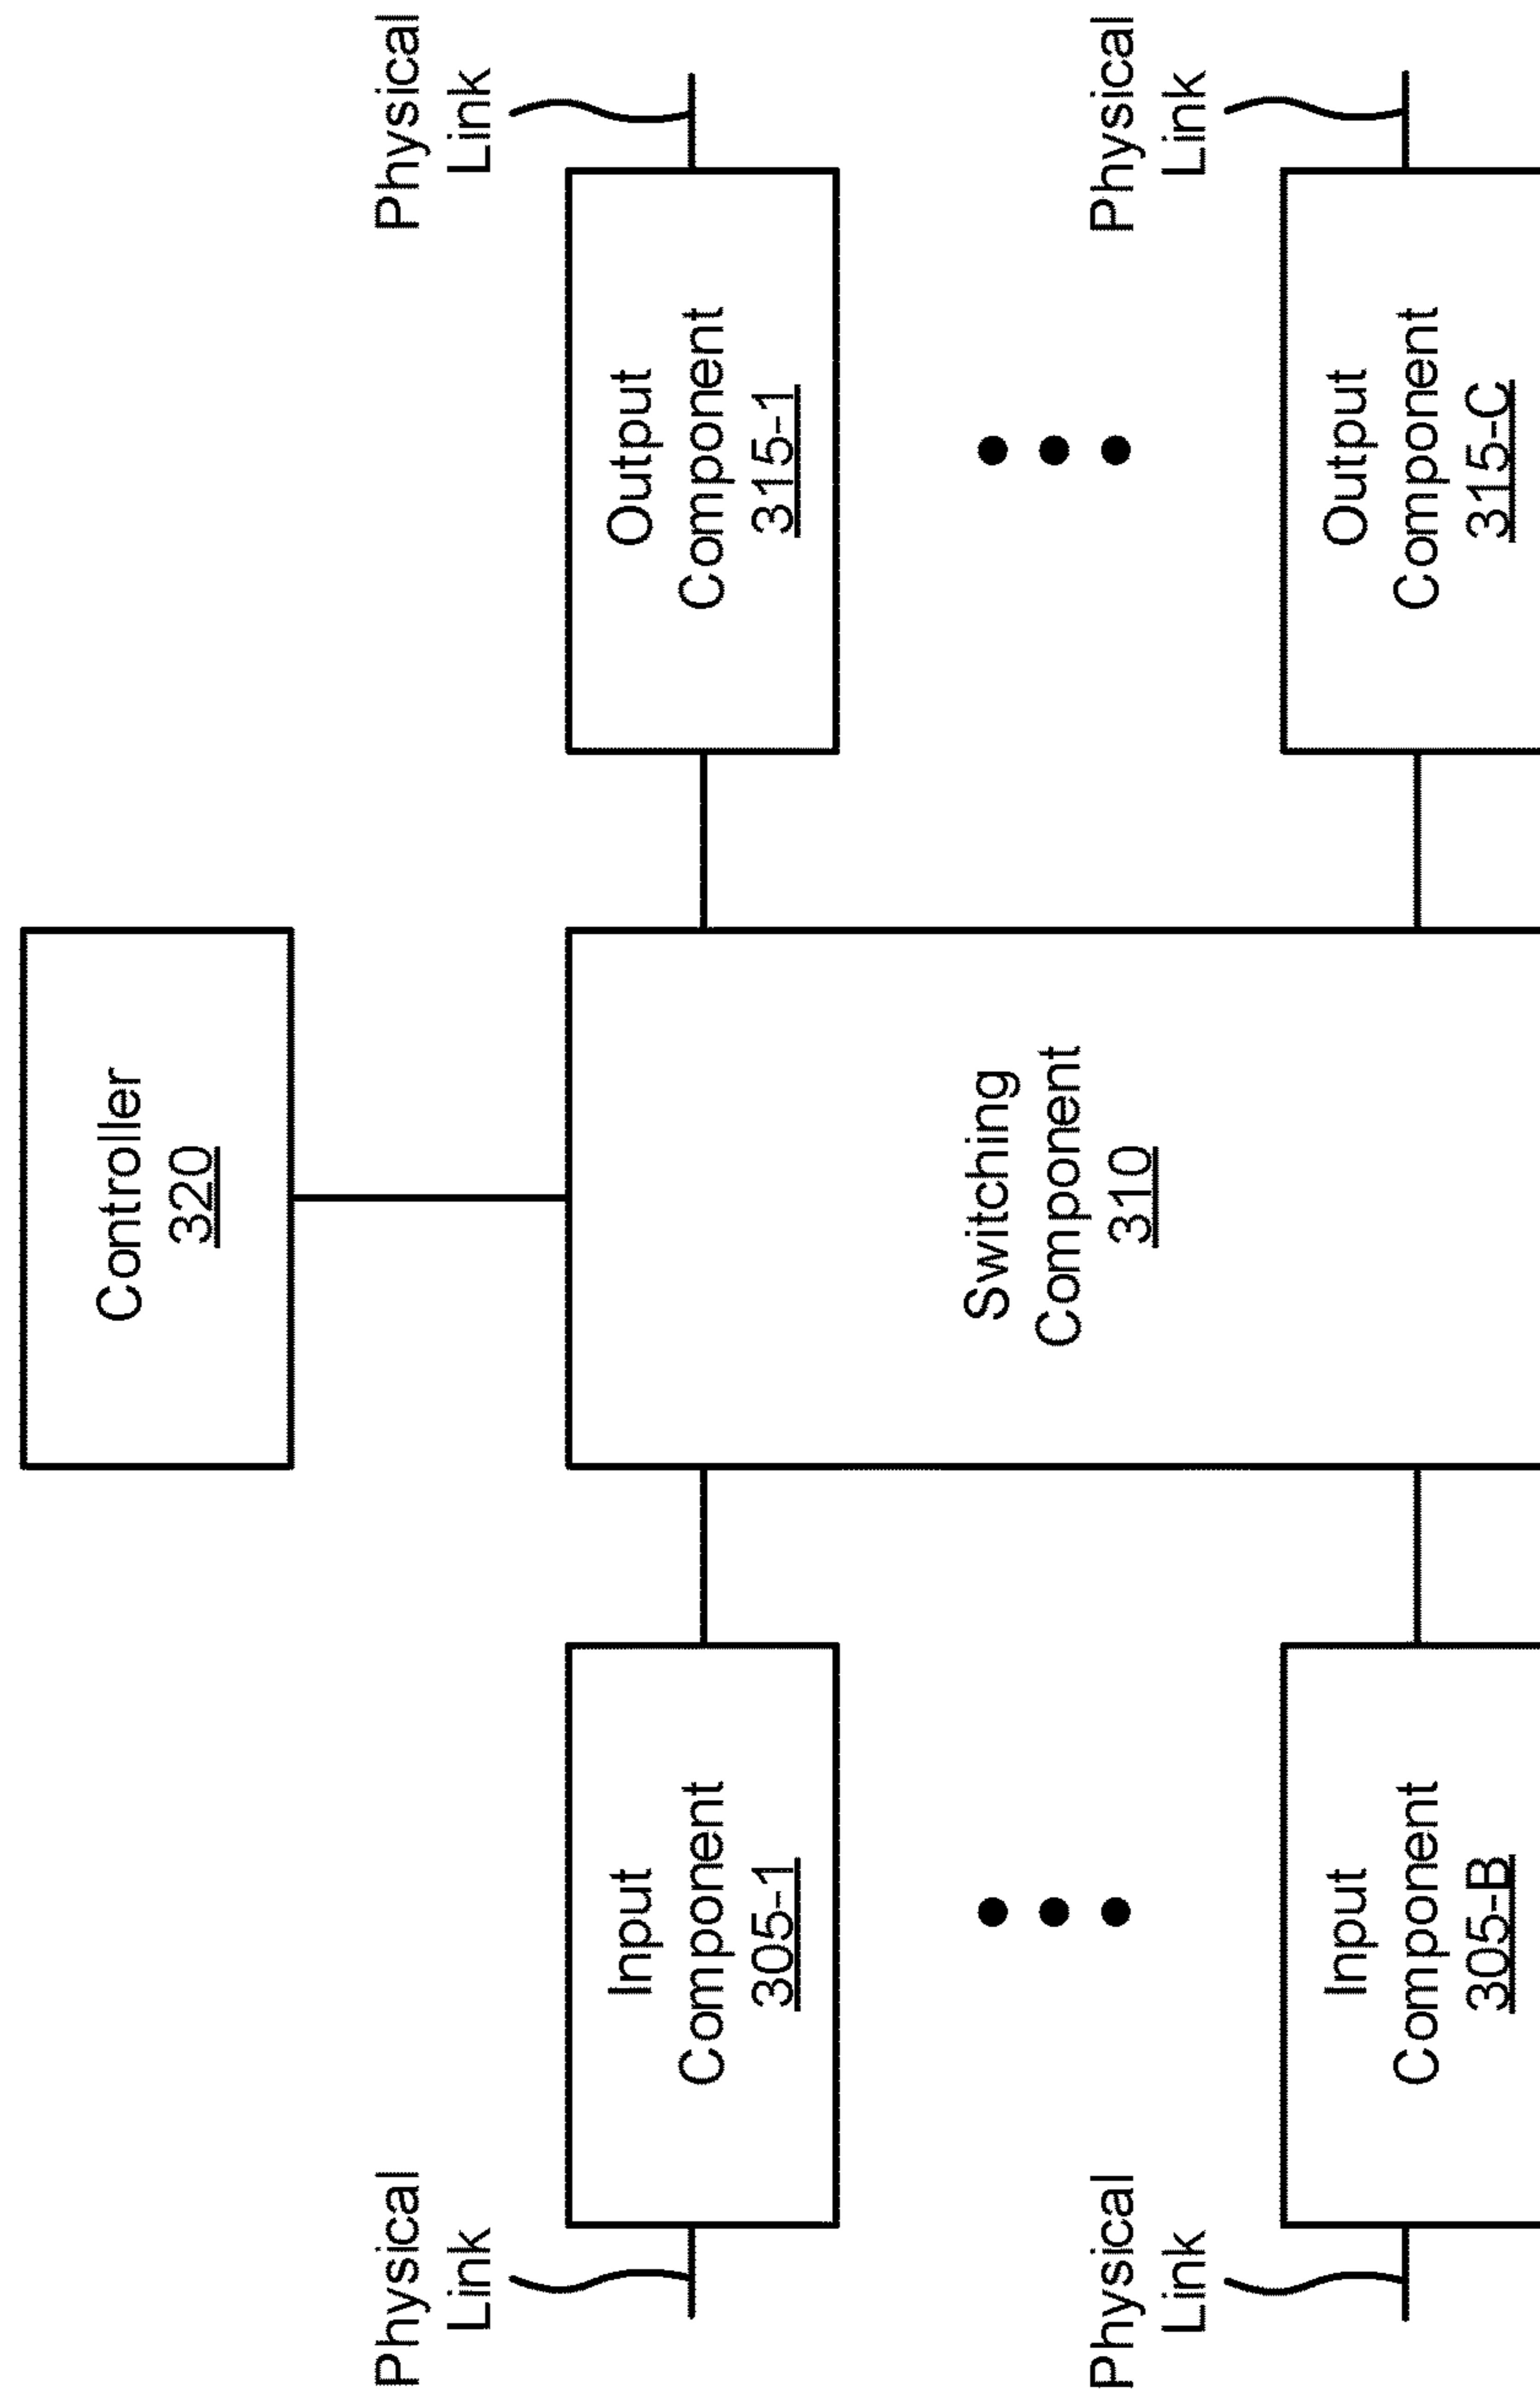 Controller
320
Physical
Link
Physical
Link
Input
Component
305-1
Switching
Component
310
Output
Component
315-1
Physical
Link
Physical
Link
Input
Component
305-B
Output
Component
315-C